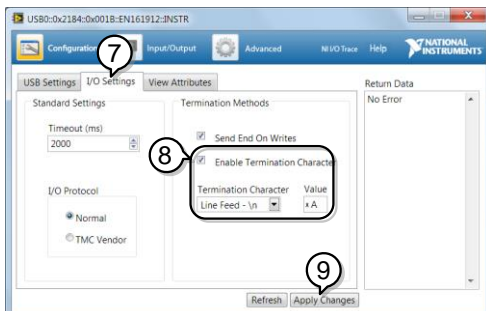 USB0::0x2184::0x001B::EN161912::INSTR
Configuration Input/Output Advanced NI I/O Trace Help NATIONAL INSTRUMENTS
7
USB Settings I/O Settings View Attributes
Return Data
No Error
Standard Settings
Timeout (ms)
2000
I/O Protocol
Normal
TMC Vendor
Termination Methods
Send End On Writes
8
Enable Termination Character
Termination Character Value
Line Feed - \n x A
9
Refresh Apply Changes